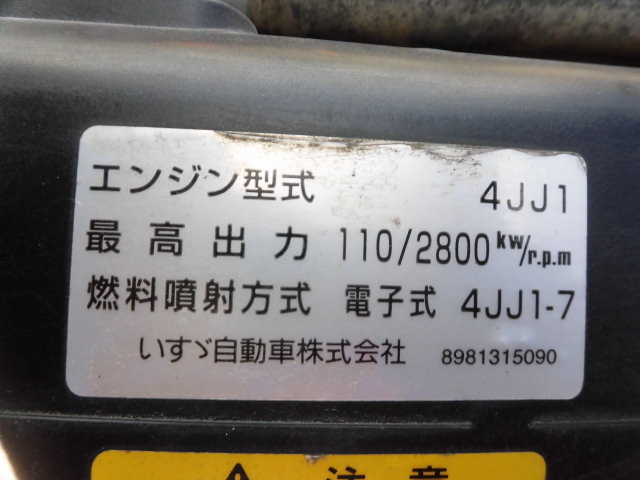 エンジン型式 4JJ1
最高出力 110/2800 kw/r.p.m
燃料噴射方式 電子式 4JJ1-7
いすゞ自動車株式会社 8981315090
注意